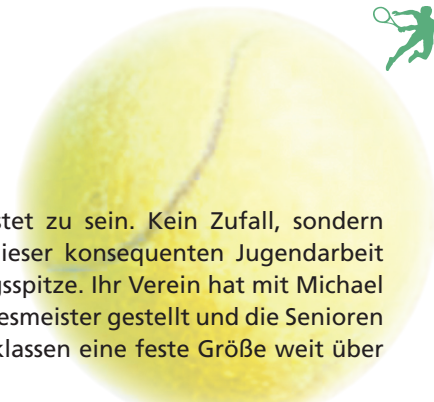 stet zu sein. Kein Zufall, sondern
dieser konsequenten Jugendarbeit
gsspitze. Ihr Verein hat mit Michael
esmeister gestellt und die Senioren
klassen eine feste Größe weit über